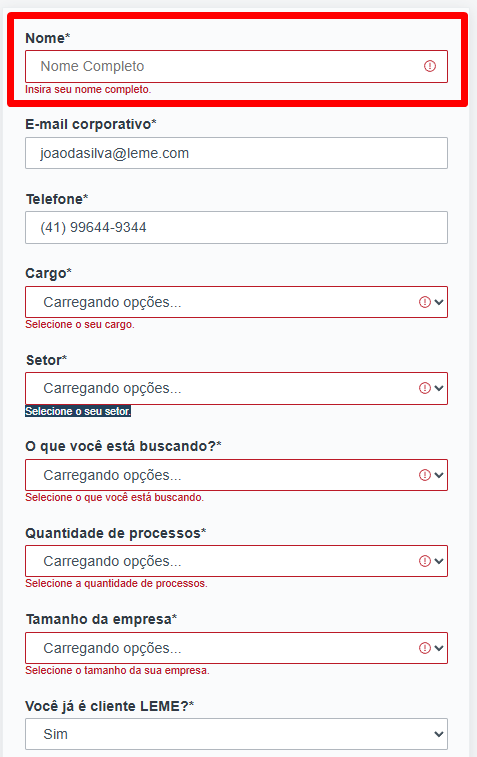 Nome*
Nome Completo
Insira seu nome completo.
E-mail corporativo*
joaodasilva@leme.com
Telefone*
(41) 99644-9344
Cargo*
Carregando opções...
Selecione o seu cargo.
Setor*
Carregando opções...
Selecione o seu setor.
O que você está buscando?*
Carregando opções...
Selecione o que você está buscando.
Quantidade de processos*
Carregando opções...
Selecione a quantidade de processos.
Tamanho da empresa*
Carregando opções...
Selecione o tamanho da sua empresa.
Você já é cliente LEME?*
Sim